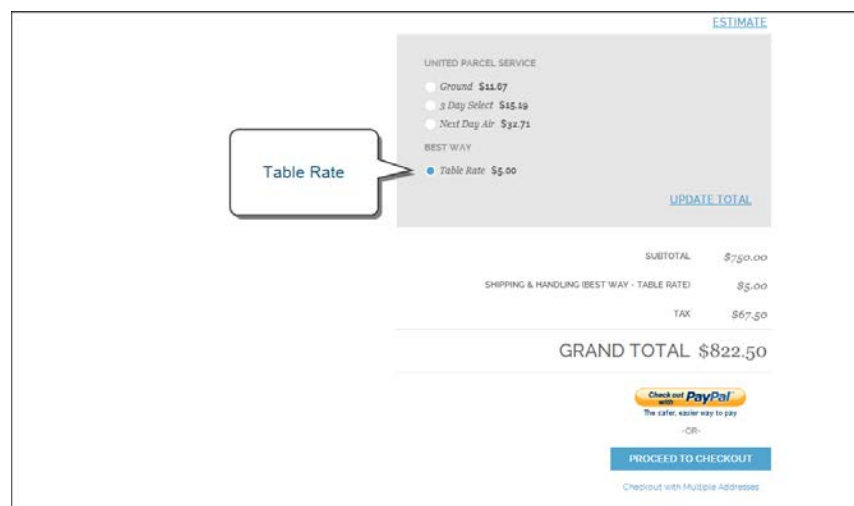 ESTIMATE
UNITED PARCEL SERVICE
Ground $11.67
3 Day Select $15.19
Next Day Air $32.71
BEST WAY
Table Rate
Table Rate $5.00
UPDATE TOTAL
SUBTOTAL $750.00
SHIPPING & HANDLING (BEST WAY - TABLE RATE) $5.00
TAX $67.50
GRAND TOTAL $822.50
Check out with PayPal
The safer, easier way to pay
-OR-
PROCEED TO CHECKOUT
Checkout with Multiple Addresses